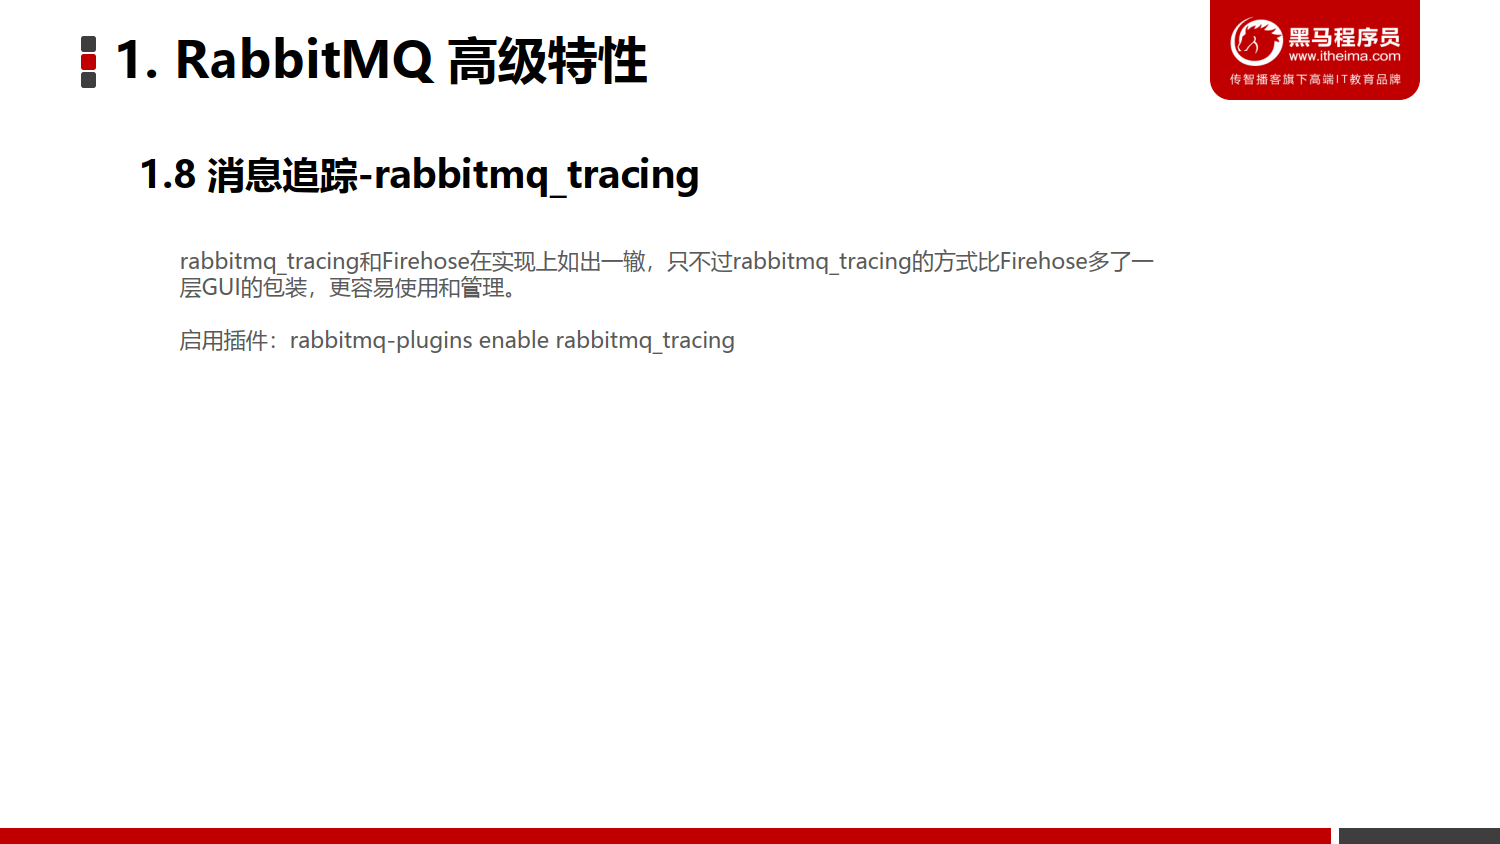 1. RabbitMQ 高级特性
黑马程序员
www.itheima.com
传智播客旗下高端IT教育品牌
1.8 消息追踪-rabbitmq_tracing
rabbitmq_tracing和Firehose在实现上如出一辙，只不过rabbitmq_tracing的方式比Firehose多了一
层GUI的包装，更容易使用和管理。
启用插件：rabbitmq-plugins enable rabbitmq_tracing